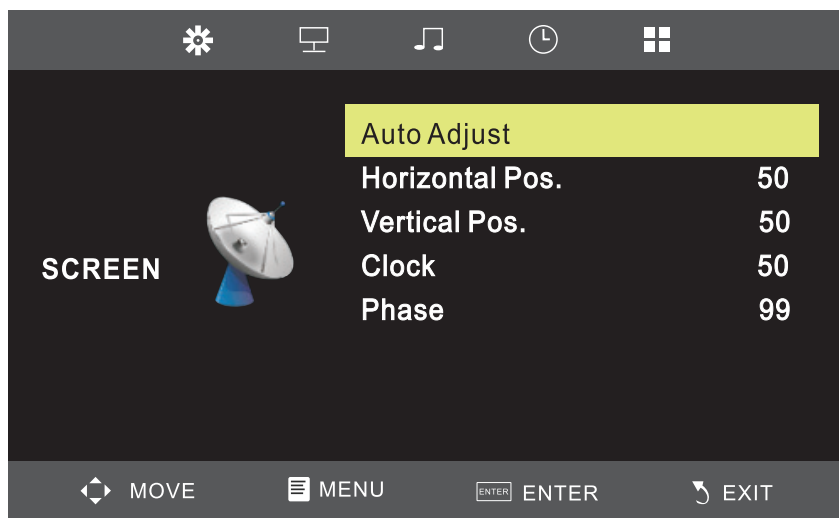 Auto Adjust
Horizontal Pos. 50
Vertical Pos. 50
SCREEN
Clock 50
Phase 99
MOVE MENU ENTER ENTER EXIT